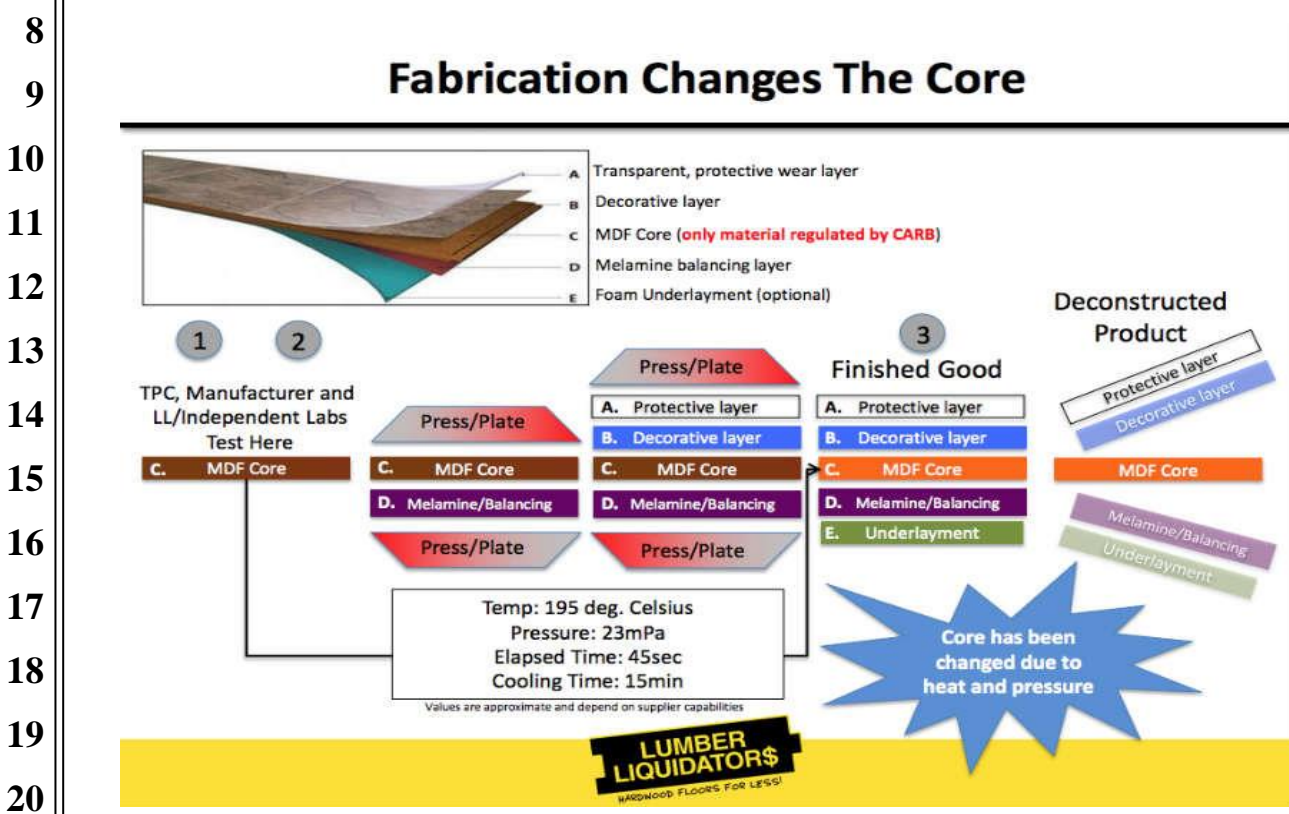 8
9
10
11
12
13
14
15
16
17
18
19
20
Fabrication Changes The Core
A Transparent, protective wear layer
B Decorative layer
C MDF Core (only material regulated by CARB)
D Melamine balancing layer
E Foam Underlayment (optional)
1
2
TPC, Manufacturer and
LL/Independent Labs
Test Here
C. MDF Core
Press/Plate
C. MDF Core
D. Melamine/Balancing
Press/Plate
Press/Plate
A. Protective layer
B. Decorative layer
C. MDF Core
D. Melamine/Balancing
Press/Plate
3
Finished Good
A. Protective layer
B. Decorative layer
C. MDF Core
D. Melamine/Balancing
E. Underlayment
Deconstructed
Product
Protective layer
Decorative layer
MDF Core
Melamine/Balancing
Underlayment
Temp: 195 deg. Celsius
Pressure: 23mPa
Elapsed Time: 45sec
Cooling Time: 15min
Values are approximate and depend on supplier capabilities
Core has been
changed due to
heat and pressure
LUMBER
LIQUIDATOR$
HARDWOOD FLOORS FOR LESS!